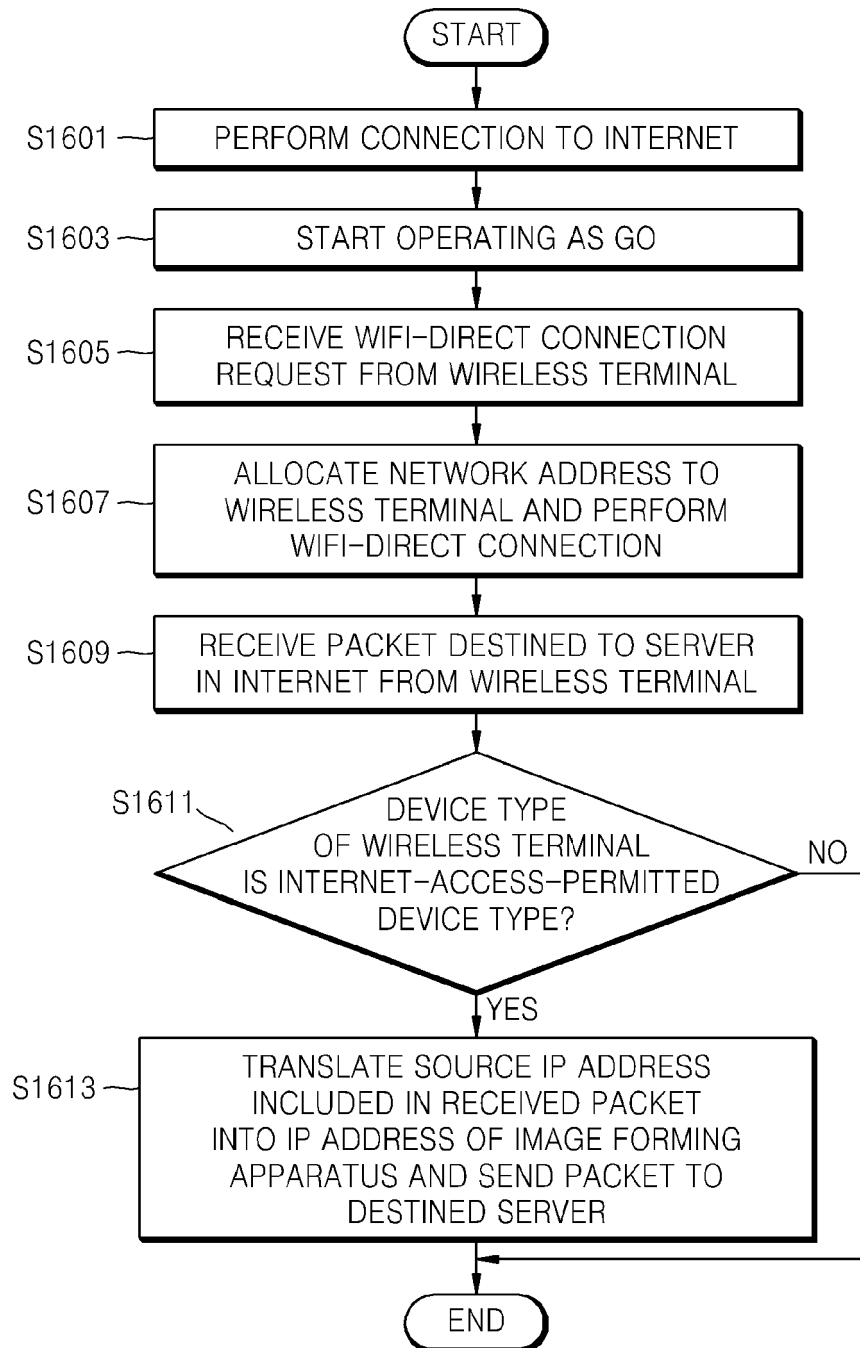 START
S1601
PERFORM CONNECTION TO INTERNET
S1603
START OPERATING AS GO
S1605
RECEIVE WIFI-DIRECT CONNECTION
REQUEST FROM WIRELESS TERMINAL
S1607
ALLOCATE NETWORK ADDRESS TO
WIRELESS TERMINAL AND PERFORM
WIFI-DIRECT CONNECTION
S1609
RECEIVE PACKET DESTINED TO SERVER
IN INTERNET FROM WIRELESS TERMINAL
S1611
DEVICE TYPE
OF WIRELESS TERMINAL
IS INTERNET-ACCESS-PERMITTED
DEVICE TYPE?
NO
YES
S1613
TRANSLATE SOURCE IP ADDRESS
INCLUDED IN RECEIVED PACKET
INTO IP ADDRESS OF IMAGE FORMING
APPARATUS AND SEND PACKET TO
DESTINED SERVER
END